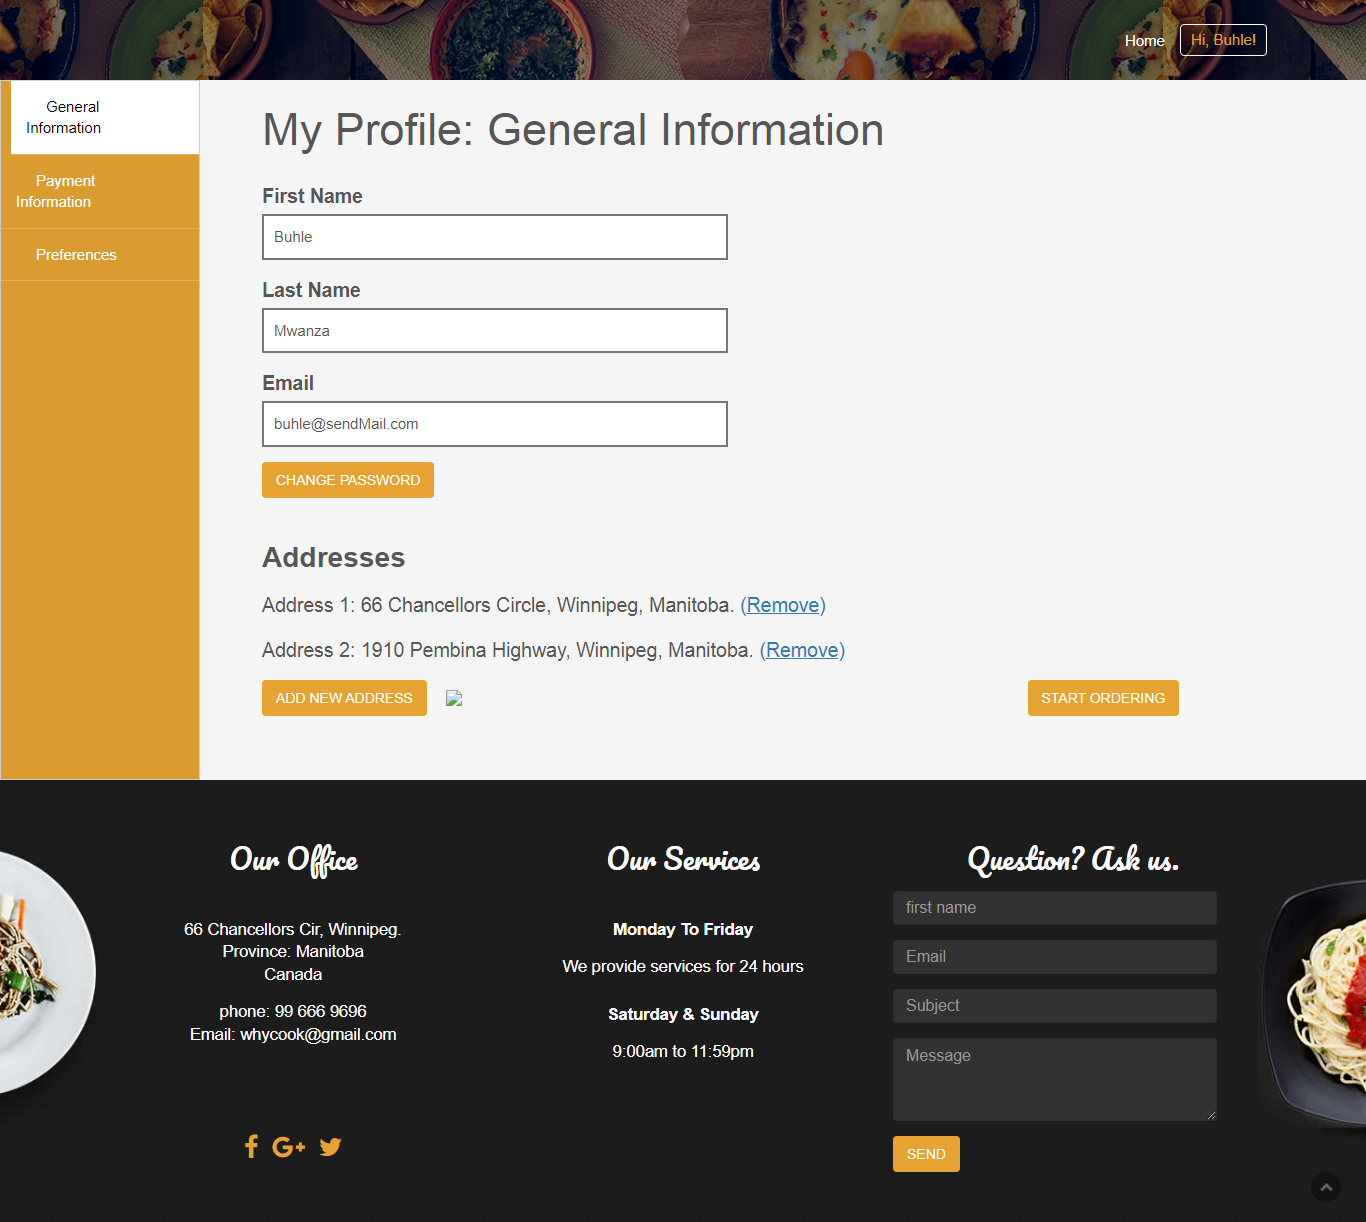 Home
Hi, Buhle!
General
Information
Payment
Information
Preferences
My Profile: General Information
First Name
Buhle
Last Name
Mwanza
Email
buhle@sendMail.com
CHANGE PASSWORD
Addresses
Address 1: 66 Chancellors Circle, Winnipeg, Manitoba. (Remove)
Address 2: 1910 Pembina Highway, Winnipeg, Manitoba. (Remove)
ADD NEW ADDRESS
START ORDERING
Our Office
66 Chancellors Cir, Winnipeg.
Province: Manitoba
Canada
phone: 99 666 9696
Email: whycook@gmail.com
Our Services
Monday To Friday
We provide services for 24 hours
Saturday & Sunday
9:00am to 11:59pm
Question? Ask us.
first name
Email
Subject
Message
SEND